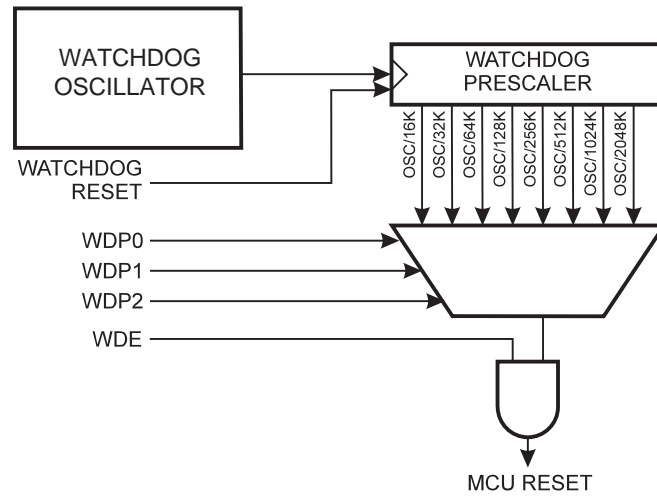 WATCHDOG
OSCILLATOR
WATCHDOG
PRESCALER
OSC/16K
OSC/32K
OSC/64K
OSC/128K
OSC/256K
OSC/512K
OSC/1024K
OSC/2048K
WATCHDOG
RESET
WDP0
WDP1
WDP2
WDE
MCU RESET